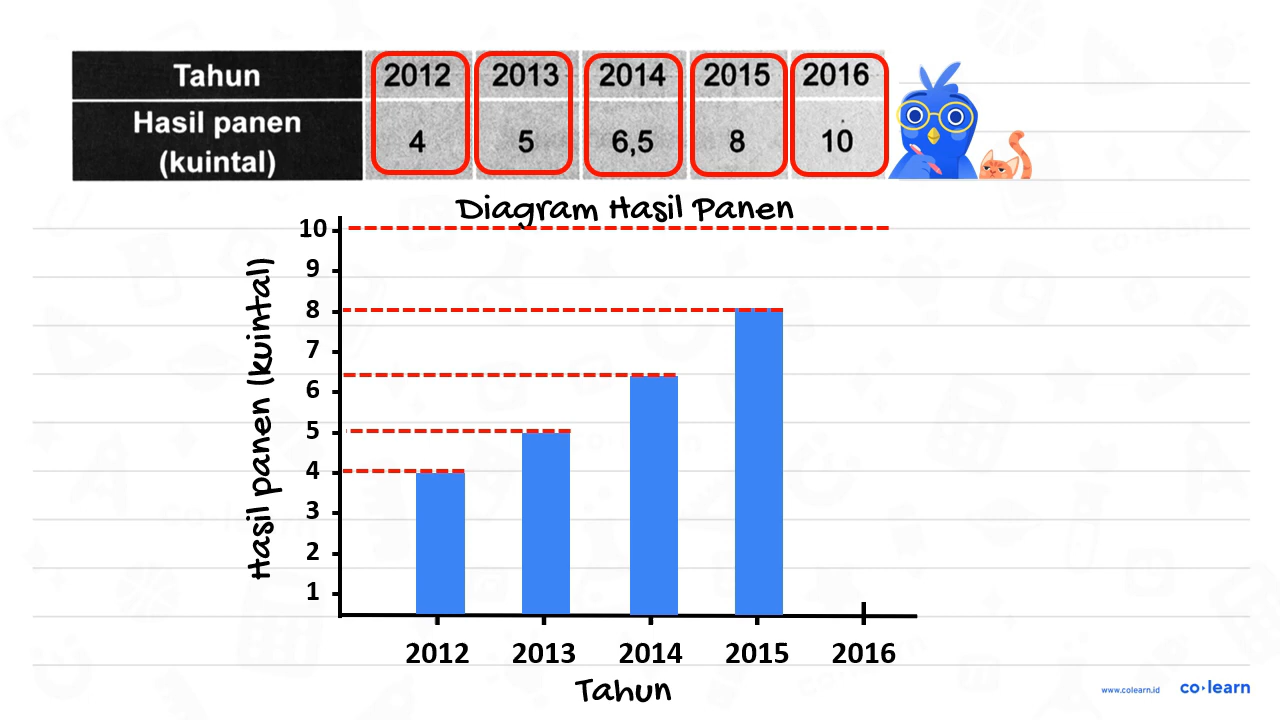 Tahun 2012 2013 2014 2015 2016
Hasil panen (kuintal) 4 5 6,5 8 10
Diagram Hasil Panen
Hasil panen (kuintal)
10
9
8
7
6
5
4
3
2
1
2012 2013 2014 2015 2016
Tahun
www.colearn.id co·learn